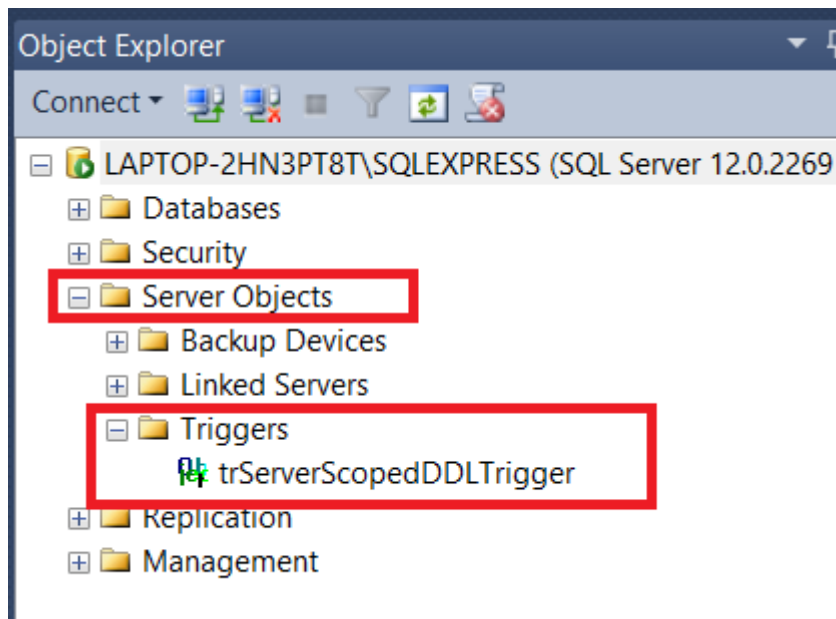 Object Explorer
Connect
LAPTOP-2HN3PT8T\SQLEXPRESS (SQL Server 12.0.2269
Databases
Security
Server Objects
Backup Devices
Linked Servers
Triggers
trServerScopedDDLTrigger
Replication
Management